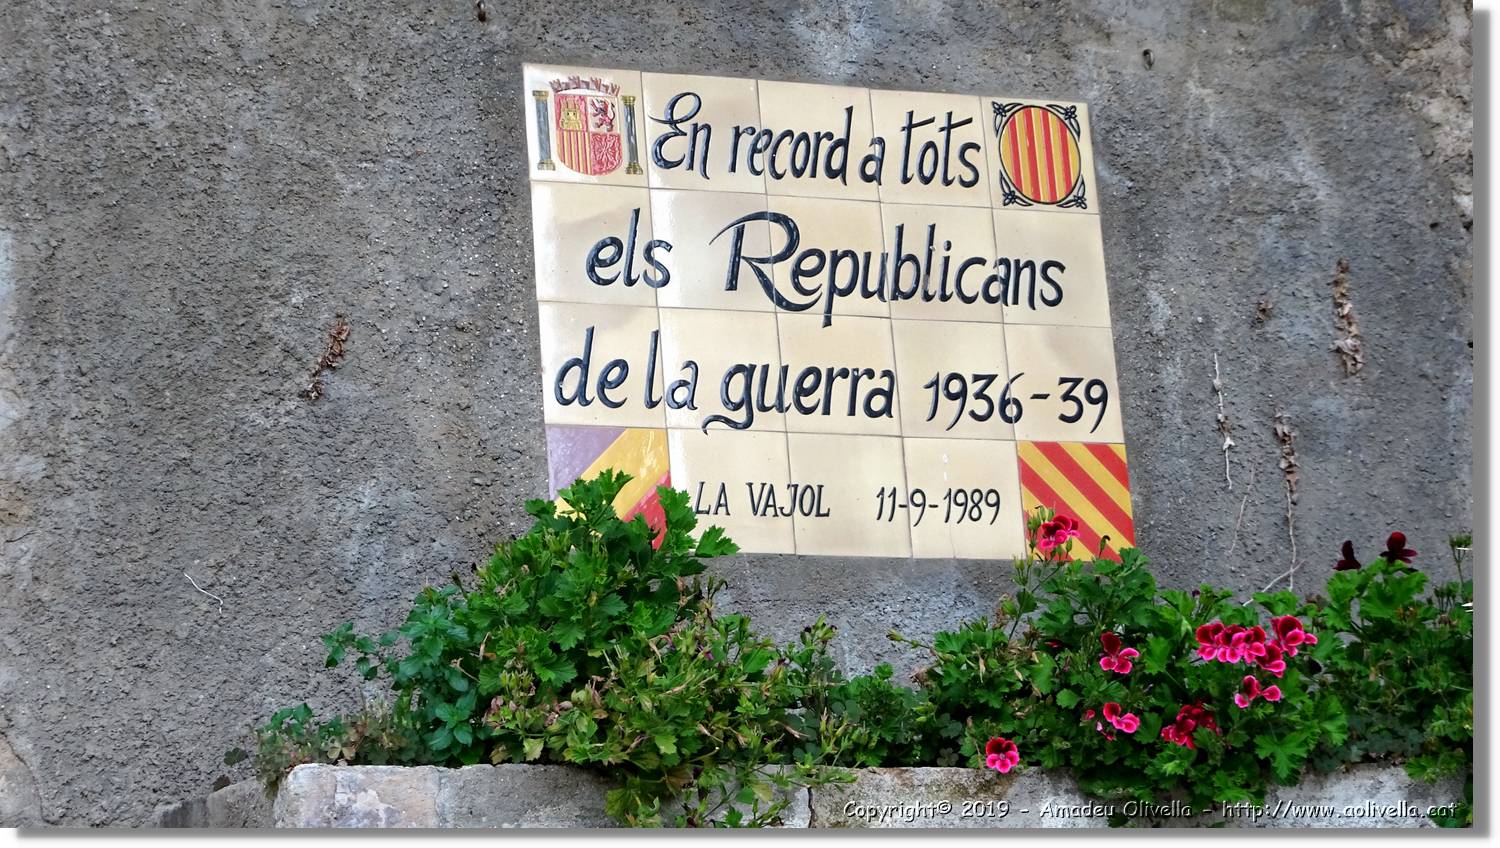 En record a tots
els Republicans
de la guerra 1936-39
LA VAJOL 11-9-1989
Copyright© 2019 - Amadeu Olivella - http://www.aolivella.cat